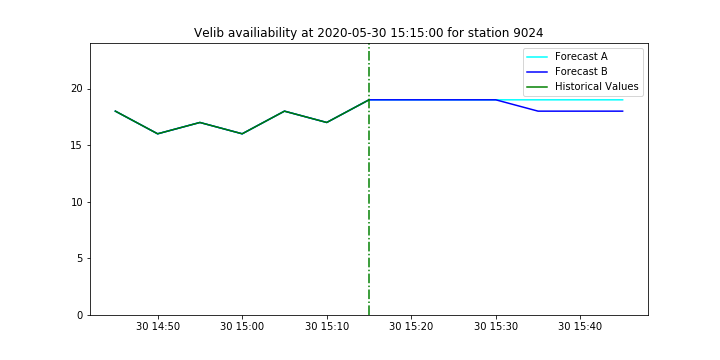 Velib availiability at 2020-05-30 15:15:00 for station 9024
Forecast A
Forecast B
Historical Values
20
15
10
5
0
30 14:50
30 15:00
30 15:10
30 15:20
30 15:30
30 15:40